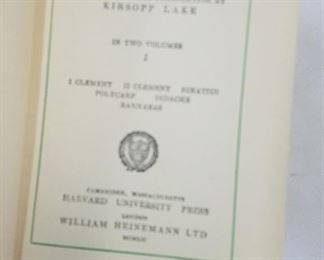 BY
KIRSOPP LAKE
IN TWO VOLUMES
I
I CLEMENT II CLEMENT IGNATIUS
POLYCARP DIDACHE
BARNABAS
CAMBRIDGE, MASSACHUSETTS
HARVARD UNIVERSITY PRESS
LONDON
WILLIAM HEINEMANN LTD